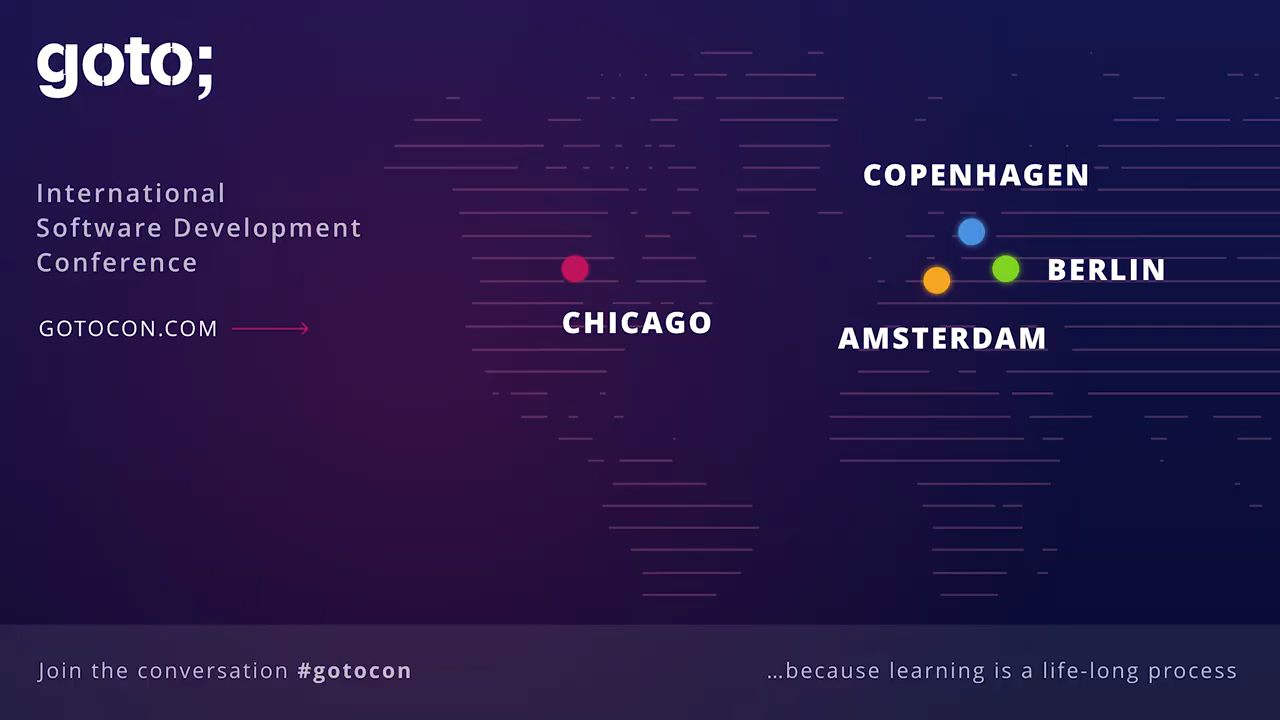 goto;
International
Software Development
Conference
GOTOCON.COM
COPENHAGEN
BERLIN
CHICAGO
AMSTERDAM
Join the conversation #gotocon
...because learning is a life-long process